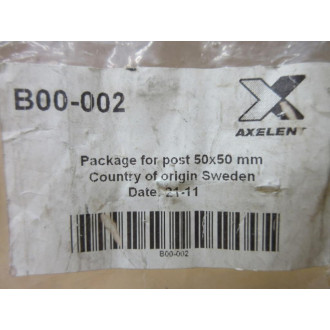 B00-002
AXELENT
Package for post 50x50 mm
Country of origin Sweden
Date: 21-11
B00-002